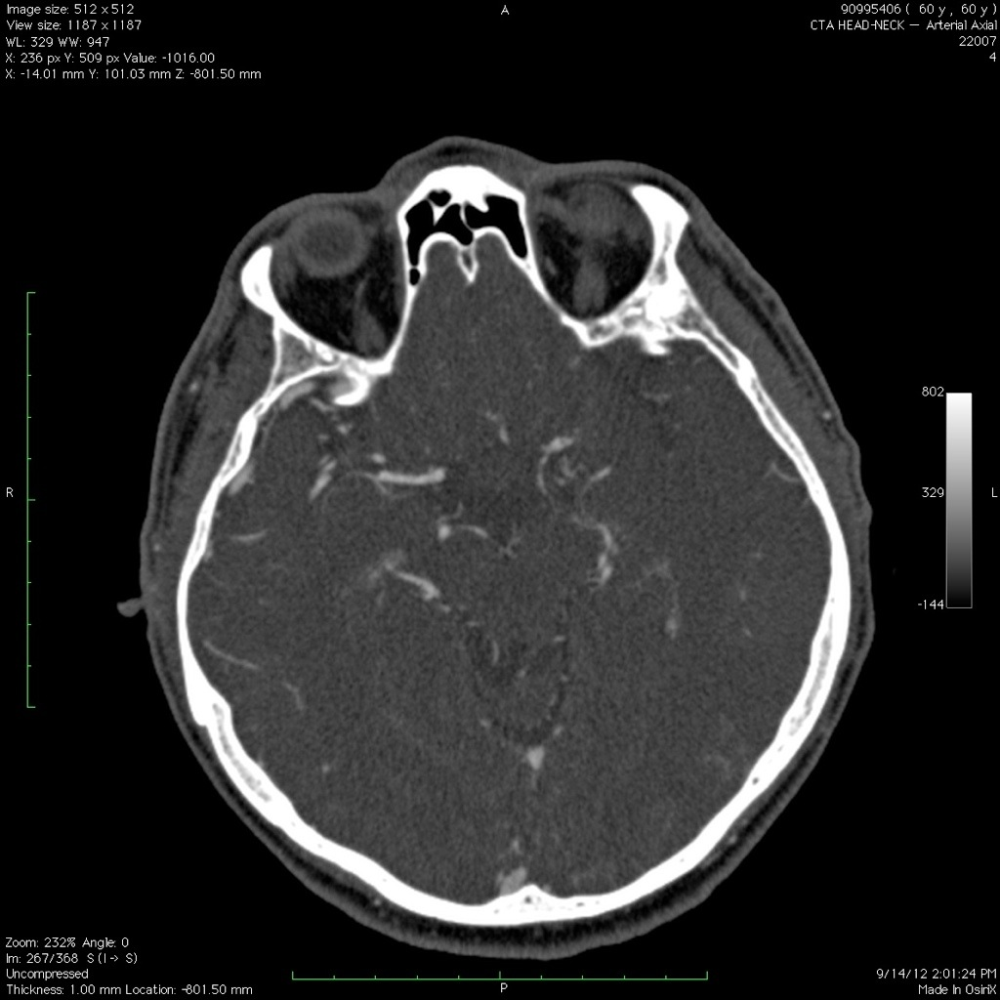 Image size: 512 x 512
View size: 1187 x 1187
WL: 329 WW: 947
X: 236 px Y: 509 px Value: -1016.00
X: -14.01 mm Y: 101.03 mm Z: -801.50 mm
A
90995406 ( 60 y , 60 y )
CTA HEAD-NECK — Arterial Axial
22007
4
802
R
329
L
-144
Zoom: 232% Angle: 0
Im: 267/368 S (I -> S)
Uncompressed
Thickness: 1.00 mm Location: -801.50 mm
P
9/14/12 2:01:24 PM
Made In OsiriX